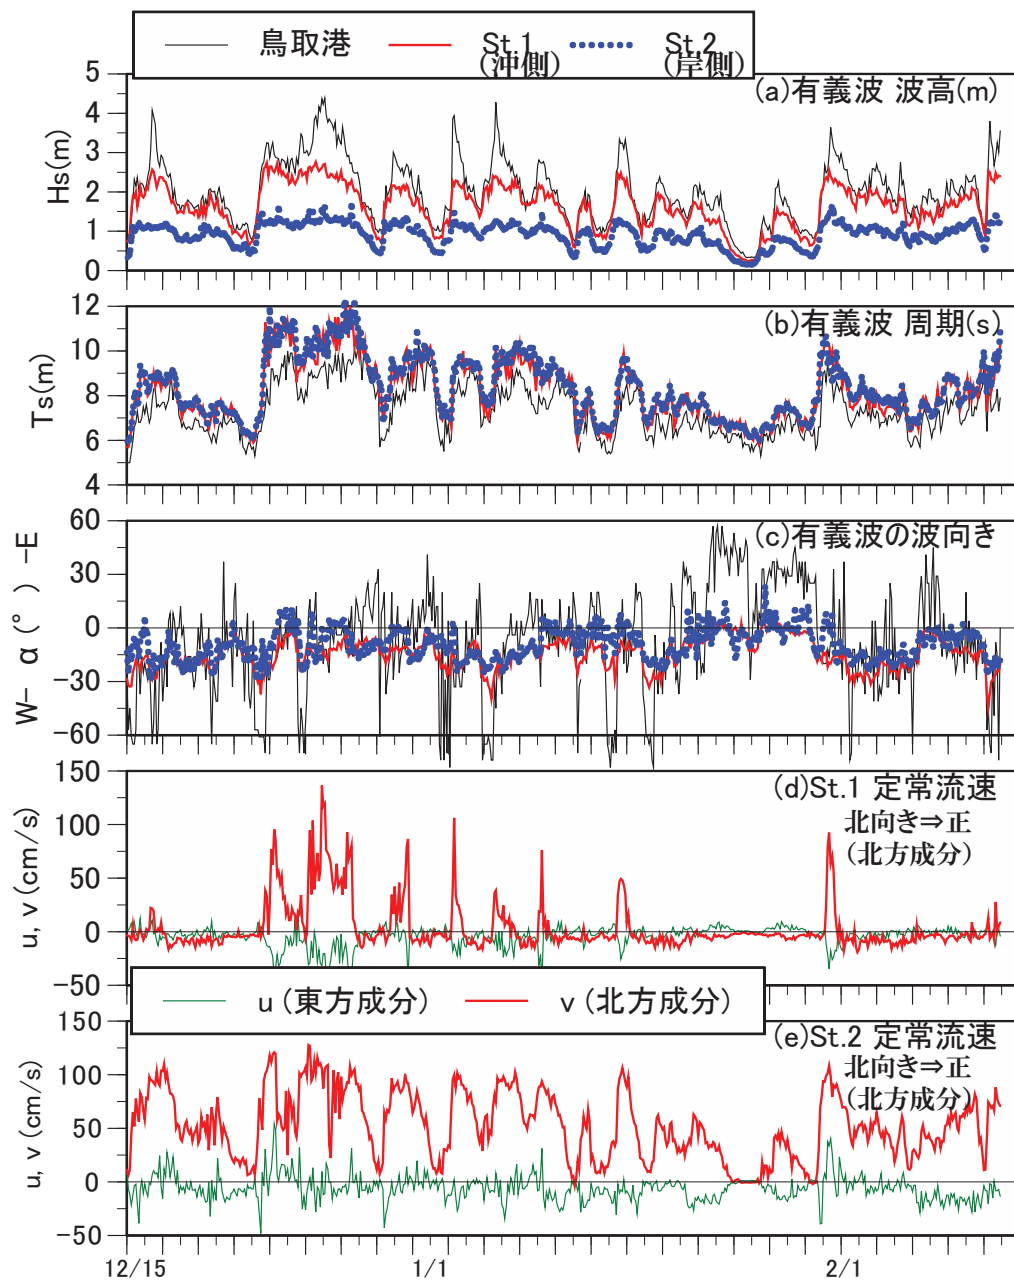 鳥取港 St.1 St.2
(沖側) (岸側)
(a)有義波 波高(m)
Hs(m)
5
4
3
2
1
0
(b)有義波 周期(s)
Ts(m)
12
10
8
6
4
(c)有義波の波向き
W- α (°) -E
60
30
0
-30
-60
(d)St.1 定常流速
北向き⇒正
(北方成分)
u, v (cm/s)
150
100
50
0
-50
u (東方成分) v (北方成分)
(e)St.2 定常流速
北向き⇒正
(北方成分)
u, v (cm/s)
150
100
50
0
-50
12/15 1/1 2/1